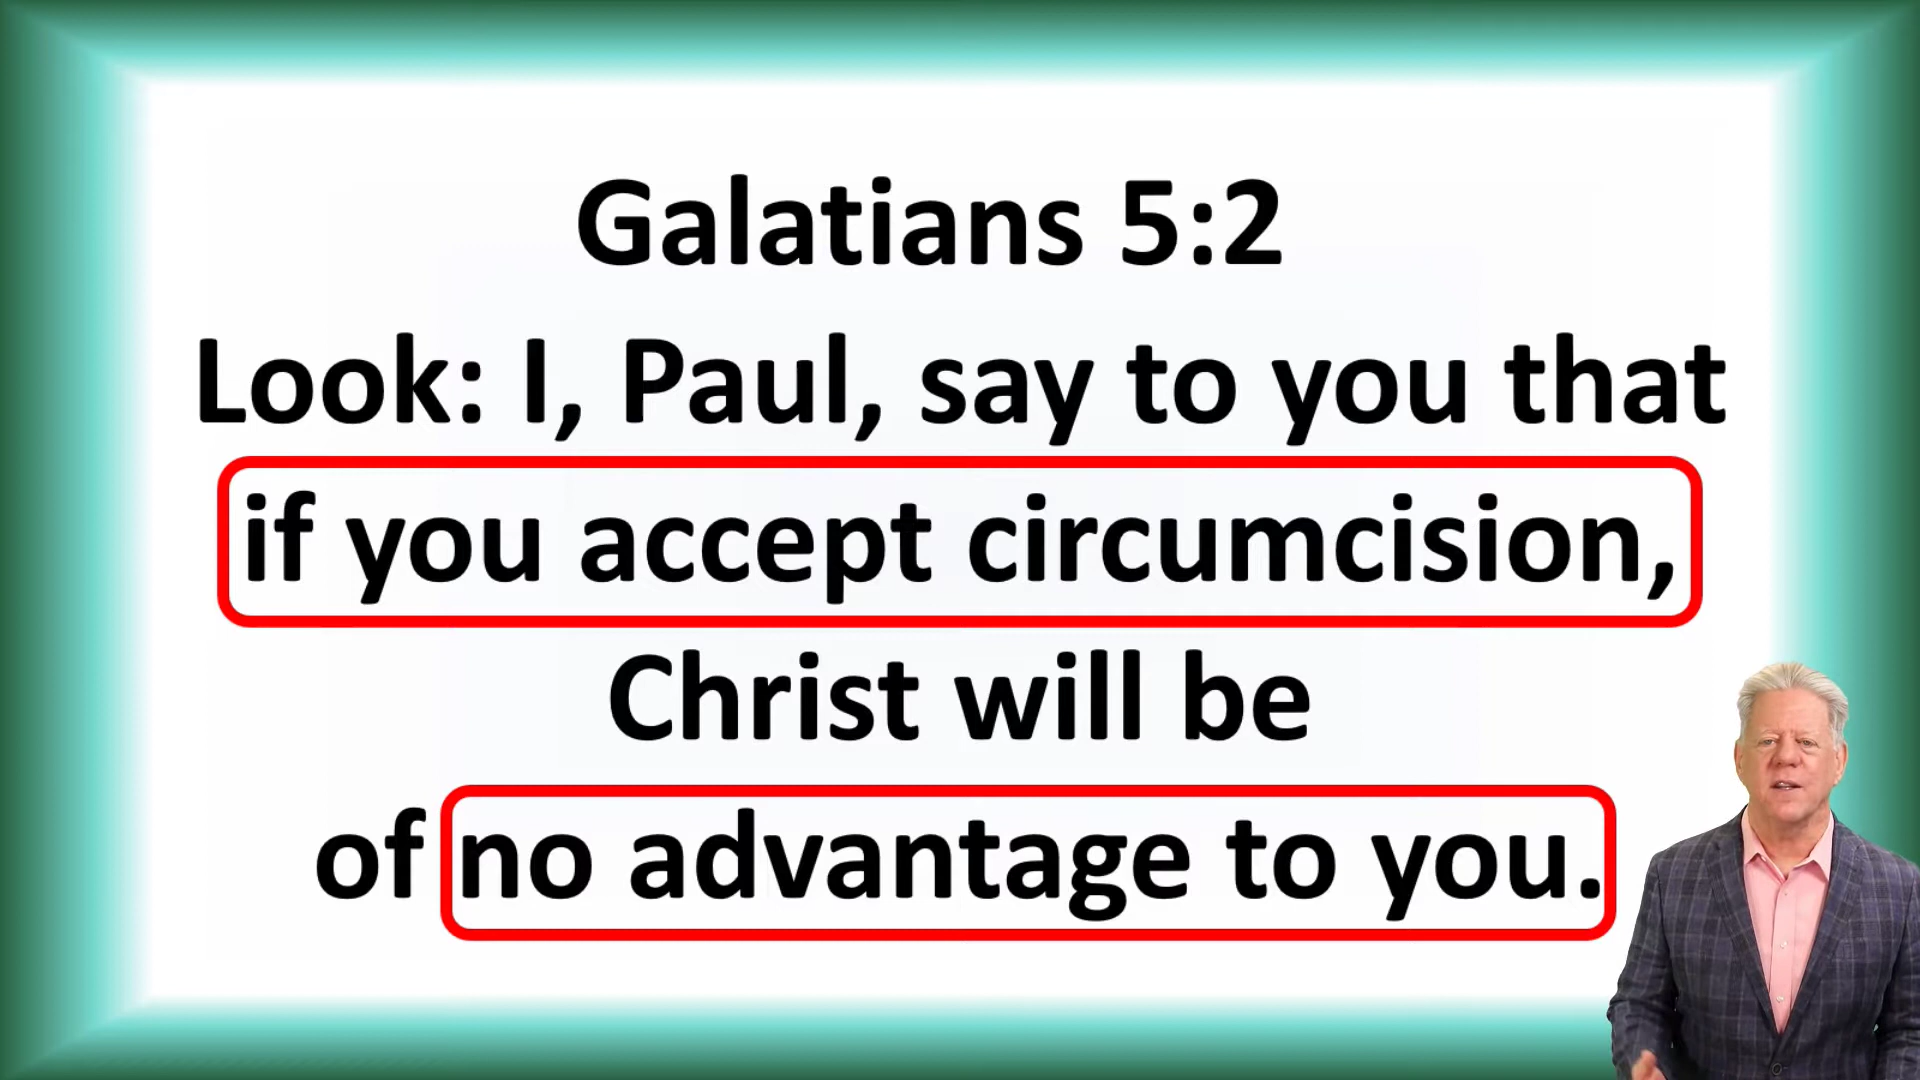 Galatians 5:2
Look: I, Paul, say to you that
if you accept circumcision,
Christ will be
of no advantage to you.